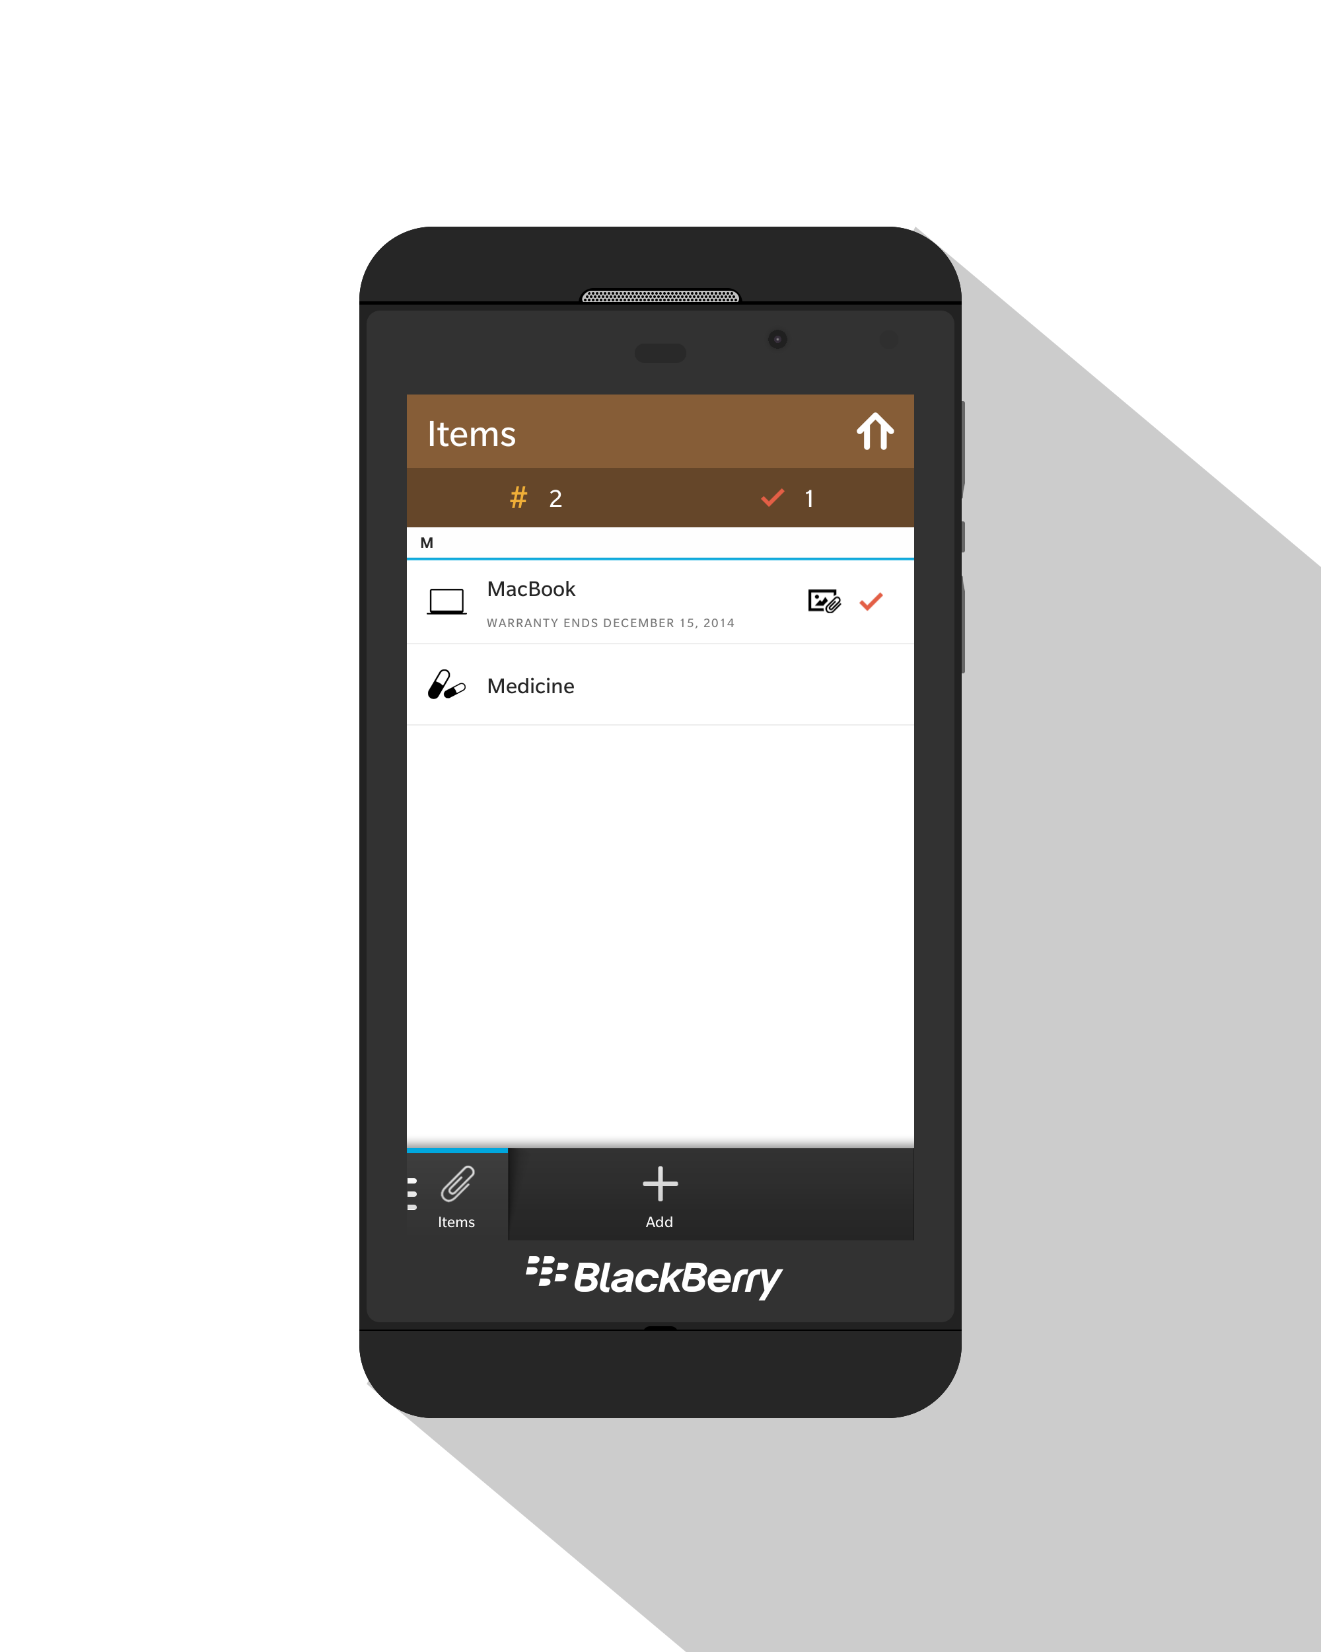 Items
# 2
1
M
MacBook
WARRANTY ENDS DECEMBER 15, 2014
Medicine
Items
Add
BlackBerry